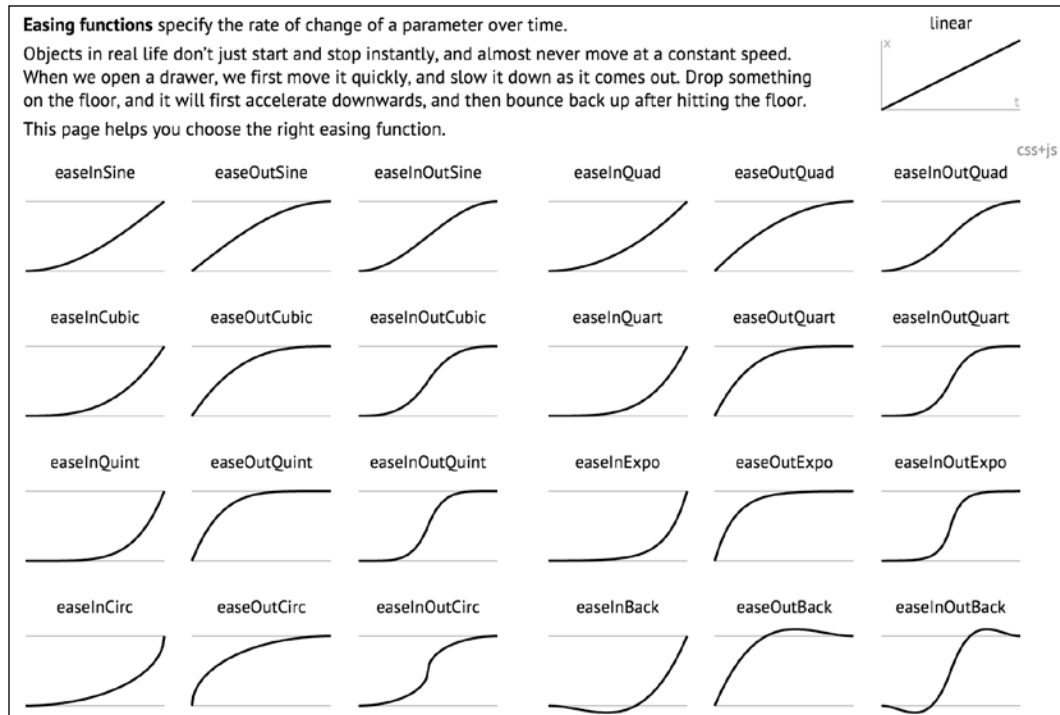 Easing functions specify the rate of change of a parameter over time.
Objects in real life don't just start and stop instantly, and almost never move at a constant speed.
When we open a drawer, we first move it quickly, and slow it down as it comes out. Drop something
on the floor, and it will first accelerate downwards, and then bounce back up after hitting the floor.
This page helps you choose the right easing function.
linear
x
t
css+js
easeInSine easeOutSine easeInOutSine easeInQuad easeOutQuad easeInOutQuad
easeInCubic easeOutCubic easeInOutCubic easeInQuart easeOutQuart easeInOutQuart
easeInQuint easeOutQuint easeInOutQuint easeInExpo easeOutExpo easeInOutExpo
easeInCirc easeOutCirc easeInOutCirc easeInBack easeOutBack easeInOutBack